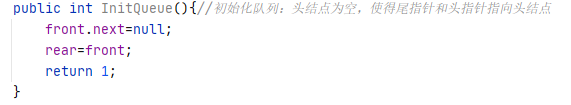 public int InitQueue(){//初始化队列：头结点为空，使得尾指针和头指针指向头结点
    front.next=null;
    rear=front;
    return 1;
}